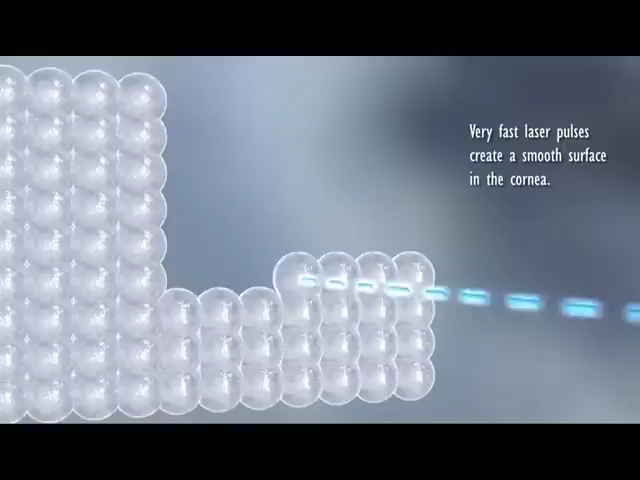 Very fast laser pulses
create a smooth surface
in the cornea.